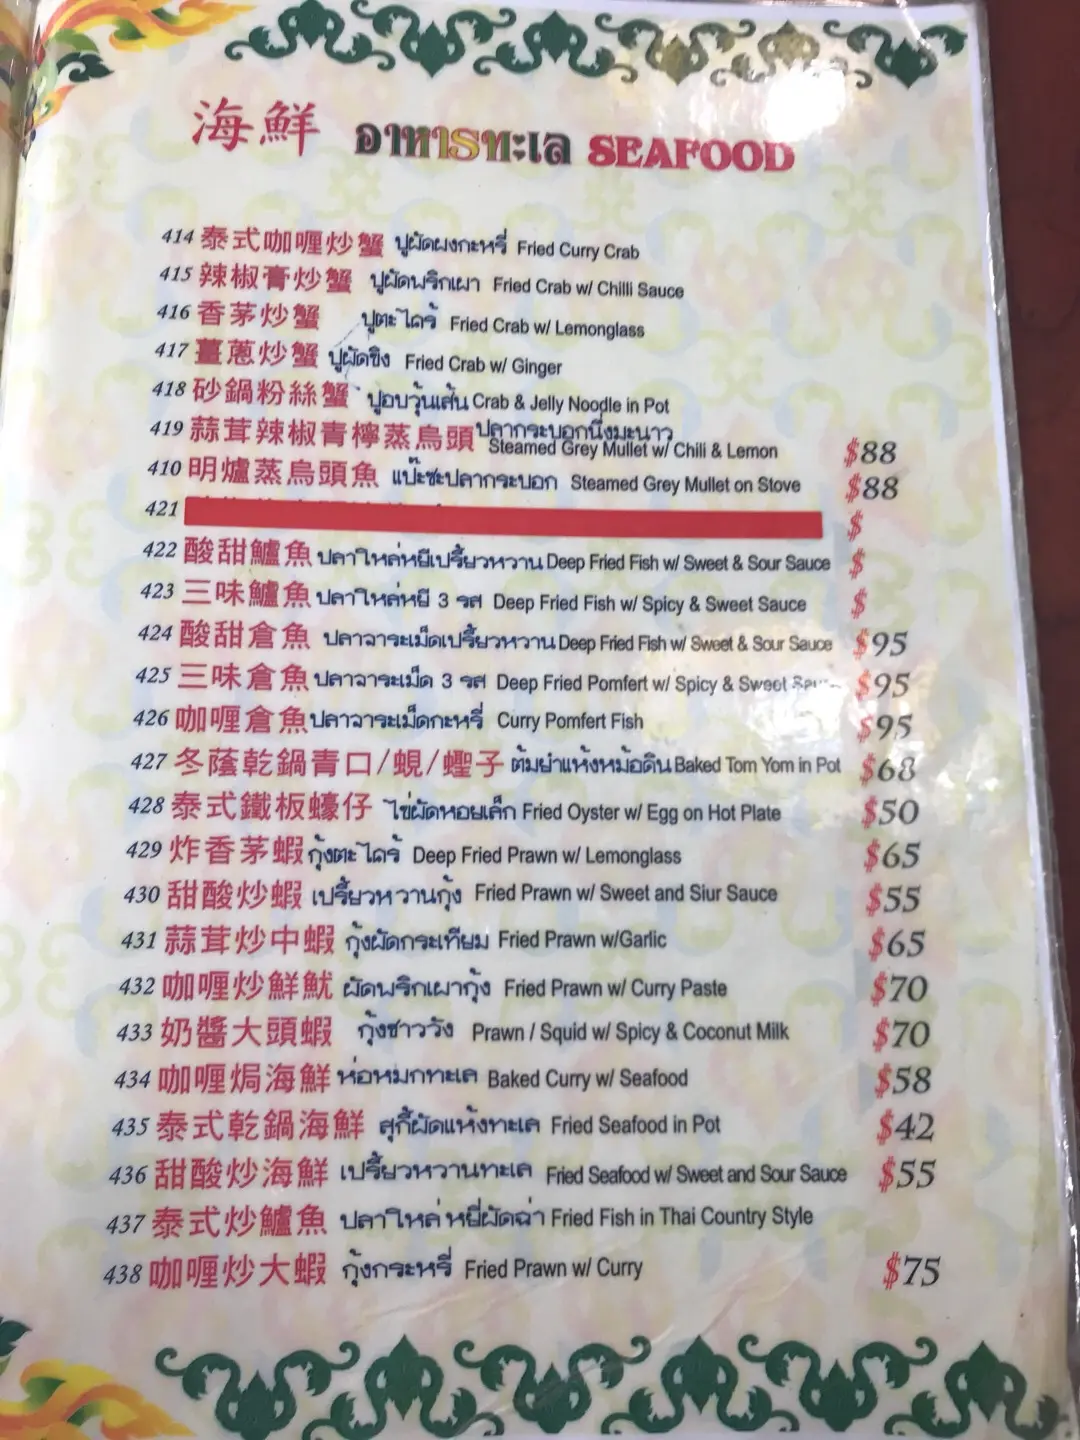 海鮮 อาหารทะเล SEAFOOD
414 泰式咖喱炒蟹 ปูผัดผงกะหรี่ Fried Curry Crab
415 辣椒膏炒蟹 ปูผัดพริกเผา Fried Crab w/ Chilli Sauce
416 香茅炒蟹 ปูตะไคร้ Fried Crab w/ Lemonglass
417 薑蔥炒蟹 ปูผัดขิง Fried Crab w/ Ginger
418 砂鍋粉絲蟹 ปูอบวุ้นเส้น Crab & Jelly Noodle in Pot
419 蒜茸辣椒青檸蒸烏頭 ปลากระบอกนึ่งมะนาว Steamed Grey Mullet w/ Chili & Lemon $88
410 明爐蒸烏頭魚 แป๊ะซะปลากระบอก Steamed Grey Mullet on Stove $88
421 $
422 酸甜鱸魚 ปลาใหล่หยีเปรี้ยวหวาน Deep Fried Fish w/ Sweet & Sour Sauce $
423 三味鱸魚 ปลาใหล่หยี 3 รส Deep Fried Fish w/ Spicy & Sweet Sauce $
424 酸甜倉魚 ปลาจาระเม็ดเปรี้ยวหวาน Deep Fried Fish w/ Sweet & Sour Sauce $95
425 三味倉魚 ปลาจาระเม็ด 3 รส Deep Fried Pomfert w/ Spicy & Sweet Sauce $95
426 咖喱倉魚 ปลาจาระเม็ดกะหรี่ Curry Pomfert Fish $95
427 冬蔭乾鍋青口/蜆/蟶子 ต้มยำแห้งหม้อดิน Baked Tom Yom in Pot $68
428 泰式鐵板蠔仔 ไข่ผัดหอยเล็ก Fried Oyster w/ Egg on Hot Plate $50
429 炸香茅蝦 กุ้งตะไคร้ Deep Fried Prawn w/ Lemonglass $65
430 甜酸炒蝦 เปรี้ยวหวานกุ้ง Fried Prawn w/ Sweet and Siur Sauce $55
431 蒜茸炒中蝦 กุ้งผัดกระเทียม Fried Prawn w/Garlic $65
432 咖喱炒鮮魷 ผัดพริกเผากุ้ง Fried Prawn w/ Curry Paste $70
433 奶醬大頭蝦 กุ้งชาววัง Prawn / Squid w/ Spicy & Coconut Milk $70
434 咖喱焗海鮮 ห่อหมกทะเล Baked Curry w/ Seafood $58
435 泰式乾鍋海鮮 สุกี้ผัดแห้งทะเล Fried Seafood in Pot $42
436 甜酸炒海鮮 เปรี้ยวหวานทะเล Fried Seafood w/ Sweet and Sour Sauce $55
437 泰式炒鱸魚 ปลาใหล่หยี่ผัดฉ่า Fried Fish in Thai Country Style
438 咖喱炒大蝦 กุ้งกระหรี่ Fried Prawn w/ Curry $75